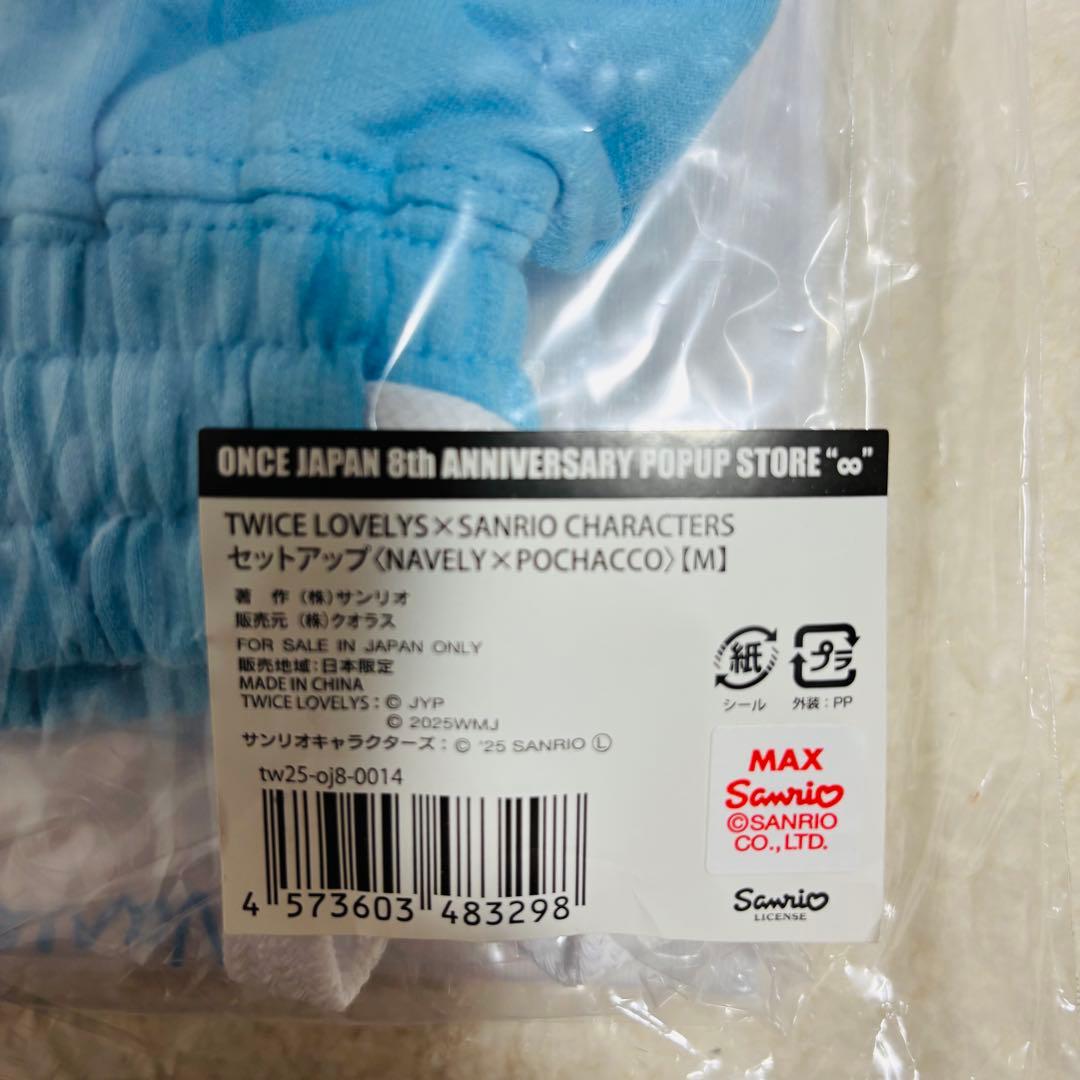 ONCE JAPAN 8th ANNIVERSARY POPUP STORE “∞”
TWICE LOVELYS×SANRIO CHARACTERS
セットアップ〈NAVELY×POCHACCO〉【M】
著 作 (株)サンリオ
販売元 (株)クオラス
FOR SALE IN JAPAN ONLY
販売地域:日本限定
MADE IN CHINA
TWICE LOVELYS:© JYP
© 2025WMJ
サンリオキャラクターズ:© '25 SANRIO Ⓛ
tw25-oj8-0014
4 573603 483298
紙
シール
プラ
外装:PP
MAX
Sanrio
©SANRIO
CO.,LTD.
Sanrio
LICENSE